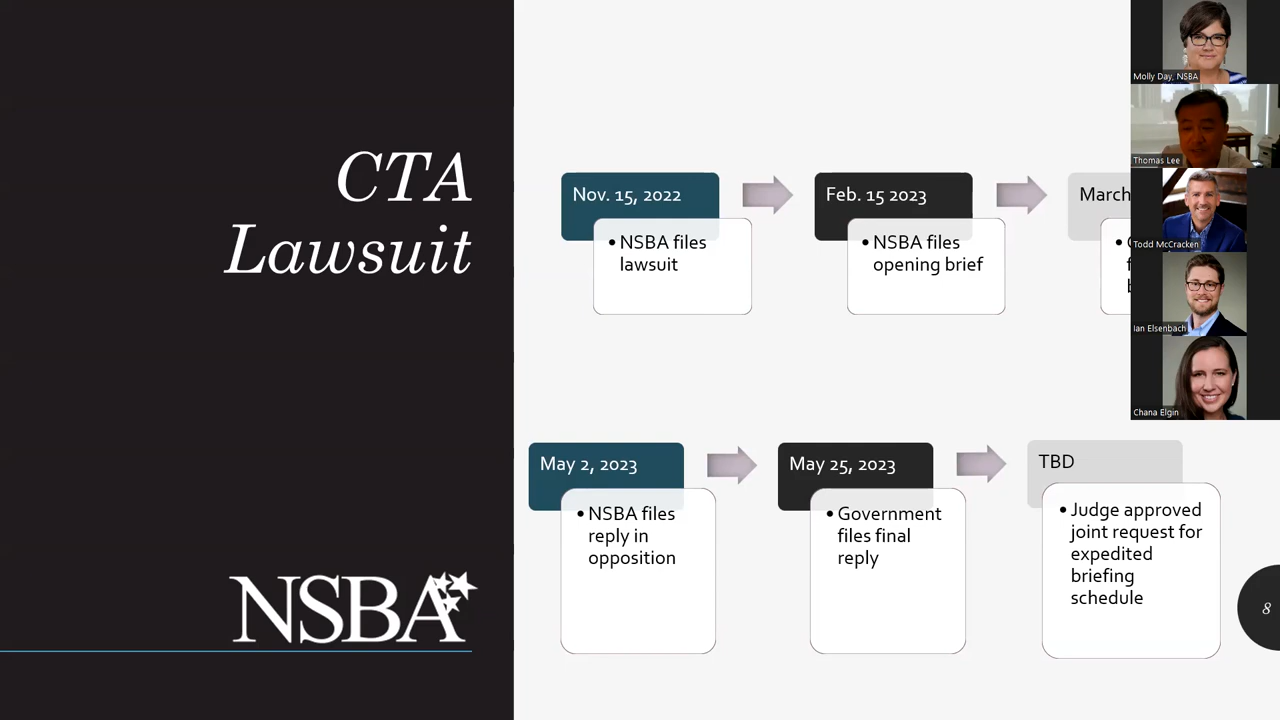 CTA
Lawsuit
Nov. 15, 2022
• NSBA files
lawsuit
Feb. 15 2023
• NSBA files
opening brief
March
•
May 2, 2023
• NSBA files
reply in
opposition
May 25, 2023
• Government
files final
reply
TBD
• Judge approved
joint request for
expedited
briefing
schedule
NSBA
8
Molly Day, NSBA
Thomas Lee
Todd McCracken
Ian Elsenbach
Chana Elgin